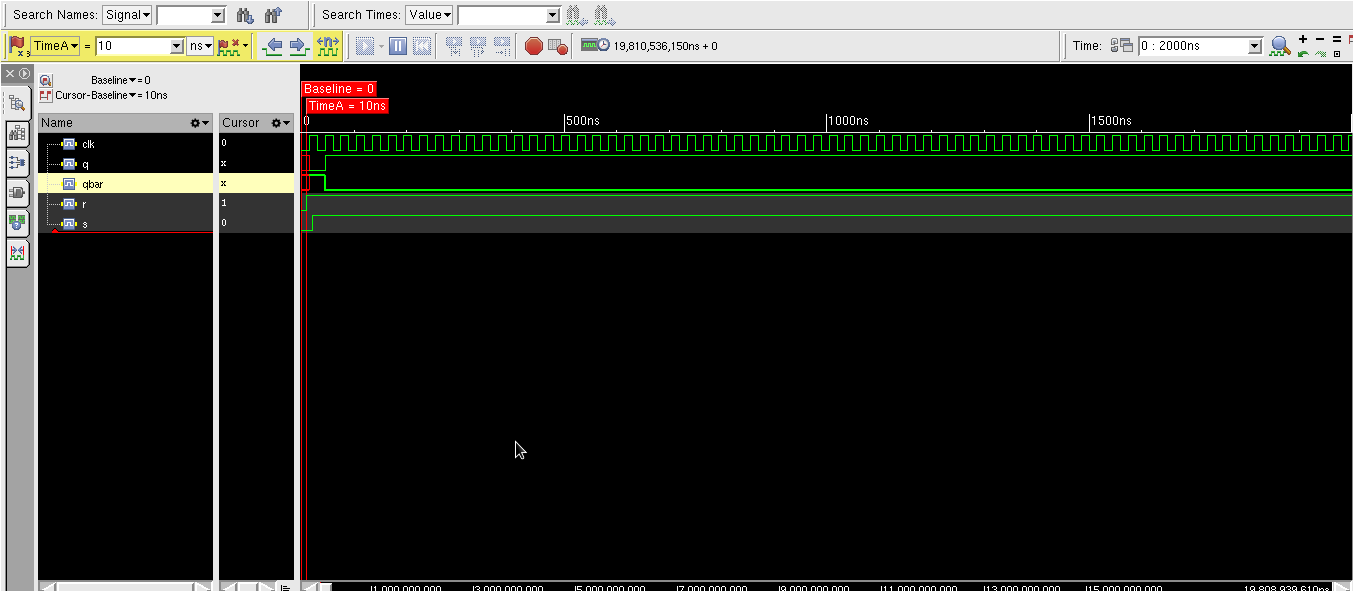 Search Names: Signal Search Times: Value
TimeA = 10 ns 19,810,536,150ns + 0 Time: 0 : 2000ns
Baseline = 0
Cursor-Baseline = 10ns
Baseline = 0
TimeA = 10ns
Name Cursor 0 500ns 1000ns 1500ns
clk 0
q x
qbar x
r 1
s 0
1,000,000,000 3,000,000,000 5,000,000,000 7,000,000,000 9,000,000,000 11,000,000,000 13,000,000,000 15,000,000,000 19,808,939,610ns